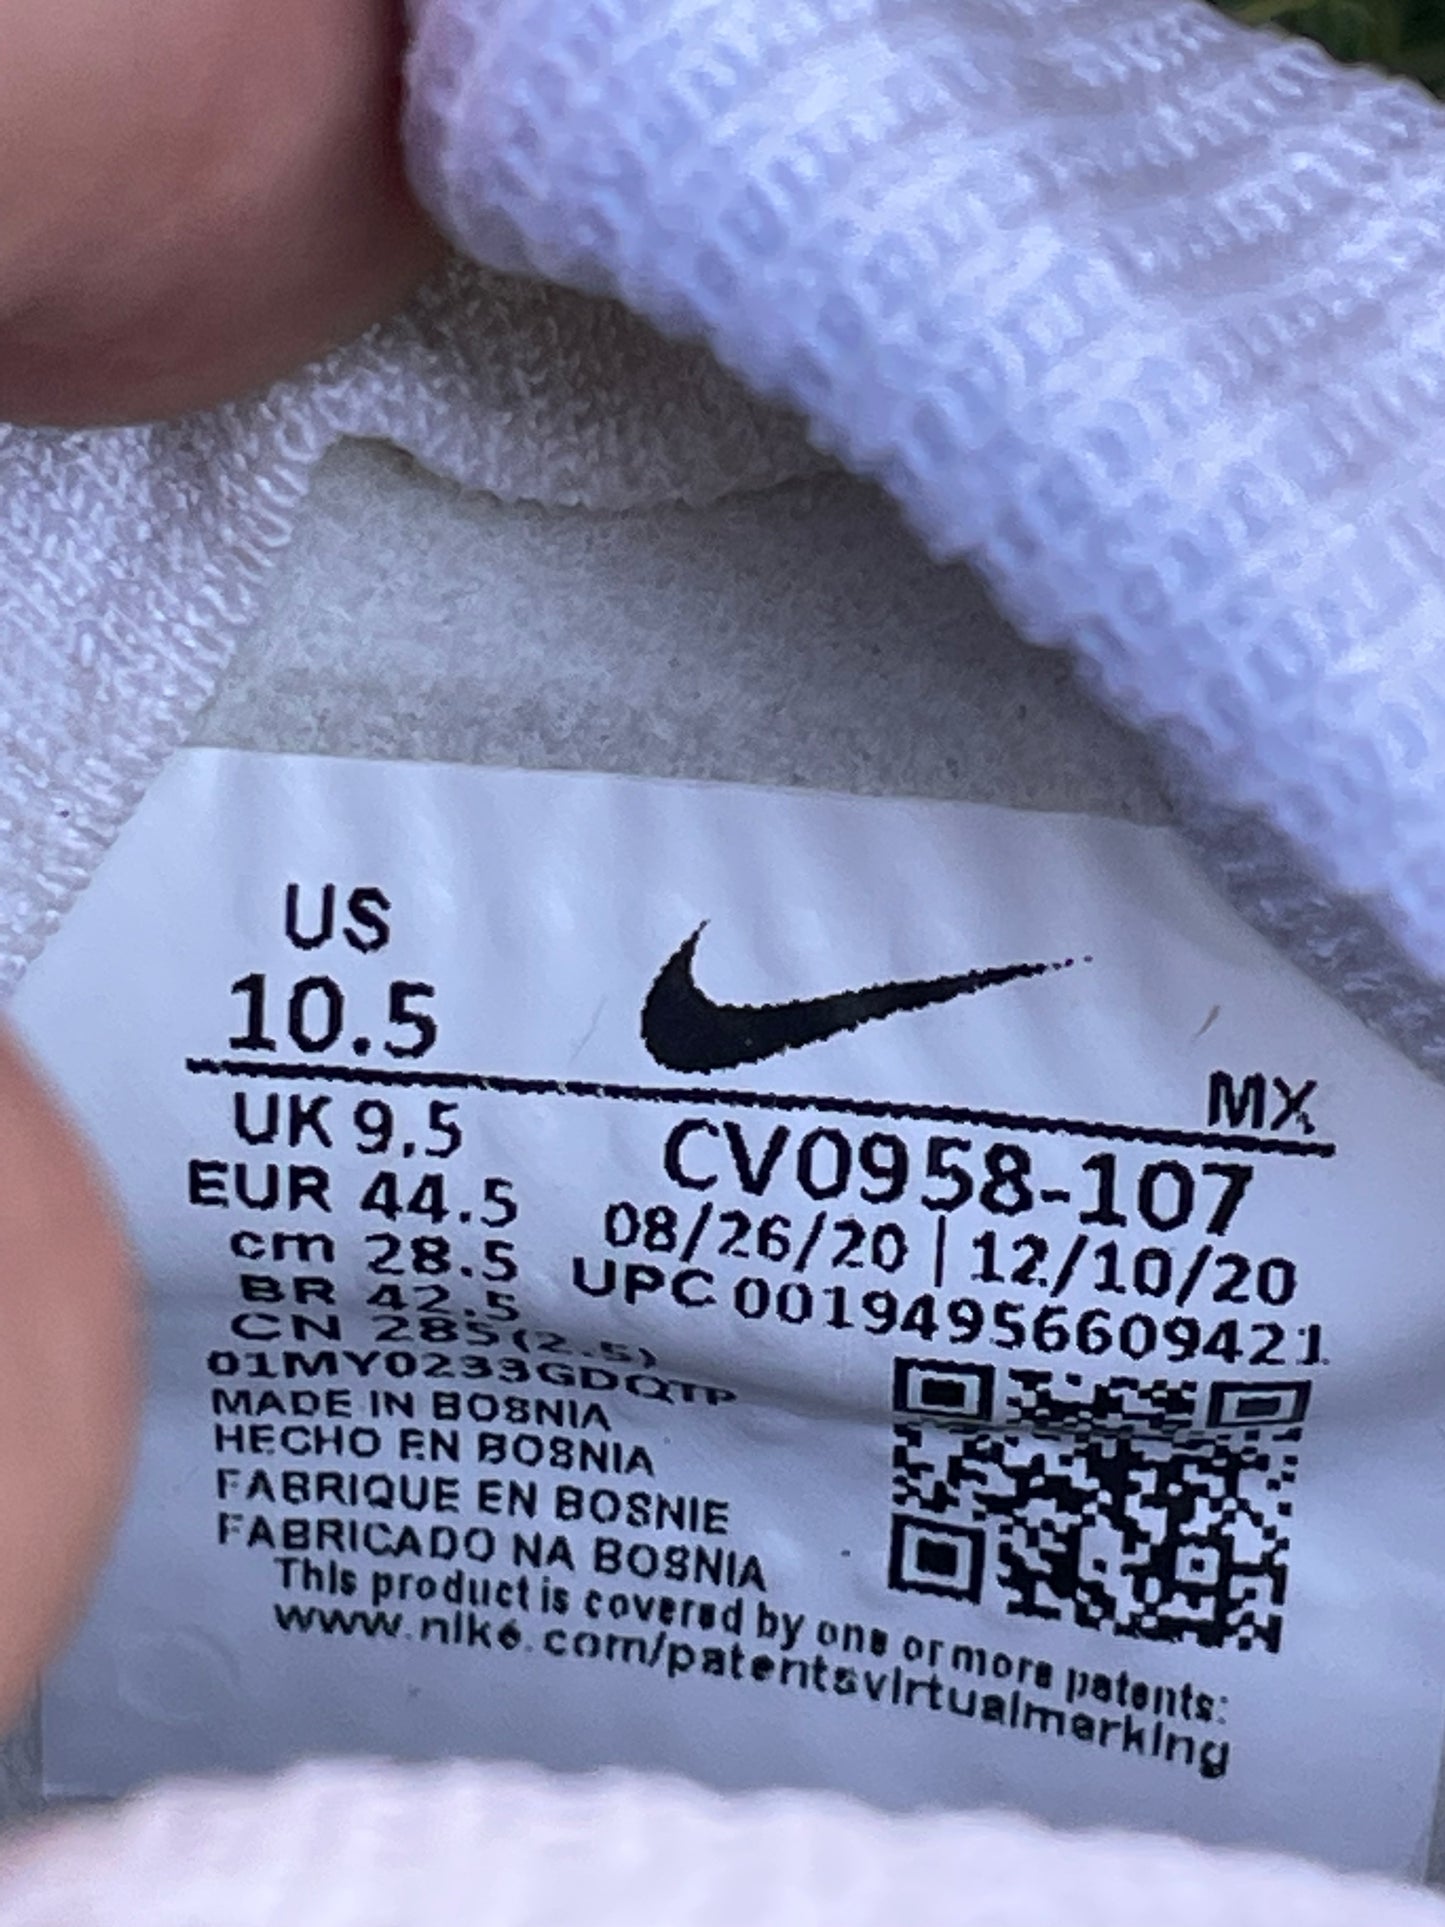 US
10.5
MX
UK 9.5
CV0958-107
EUR 44.5
08/26/20 | 12/10/20
cm 28.5
UPC 00194956609421
BR 42.5
CN 285(2.5)
01MY0233GDQTP
MADE IN BOSNIA
HECHO EN BOSNIA
FABRIQUE EN BOSNIE
FABRICADO NA BOSNIA
This product is covered by one or more patents:
www.nike.com/patentsvirtualmarking